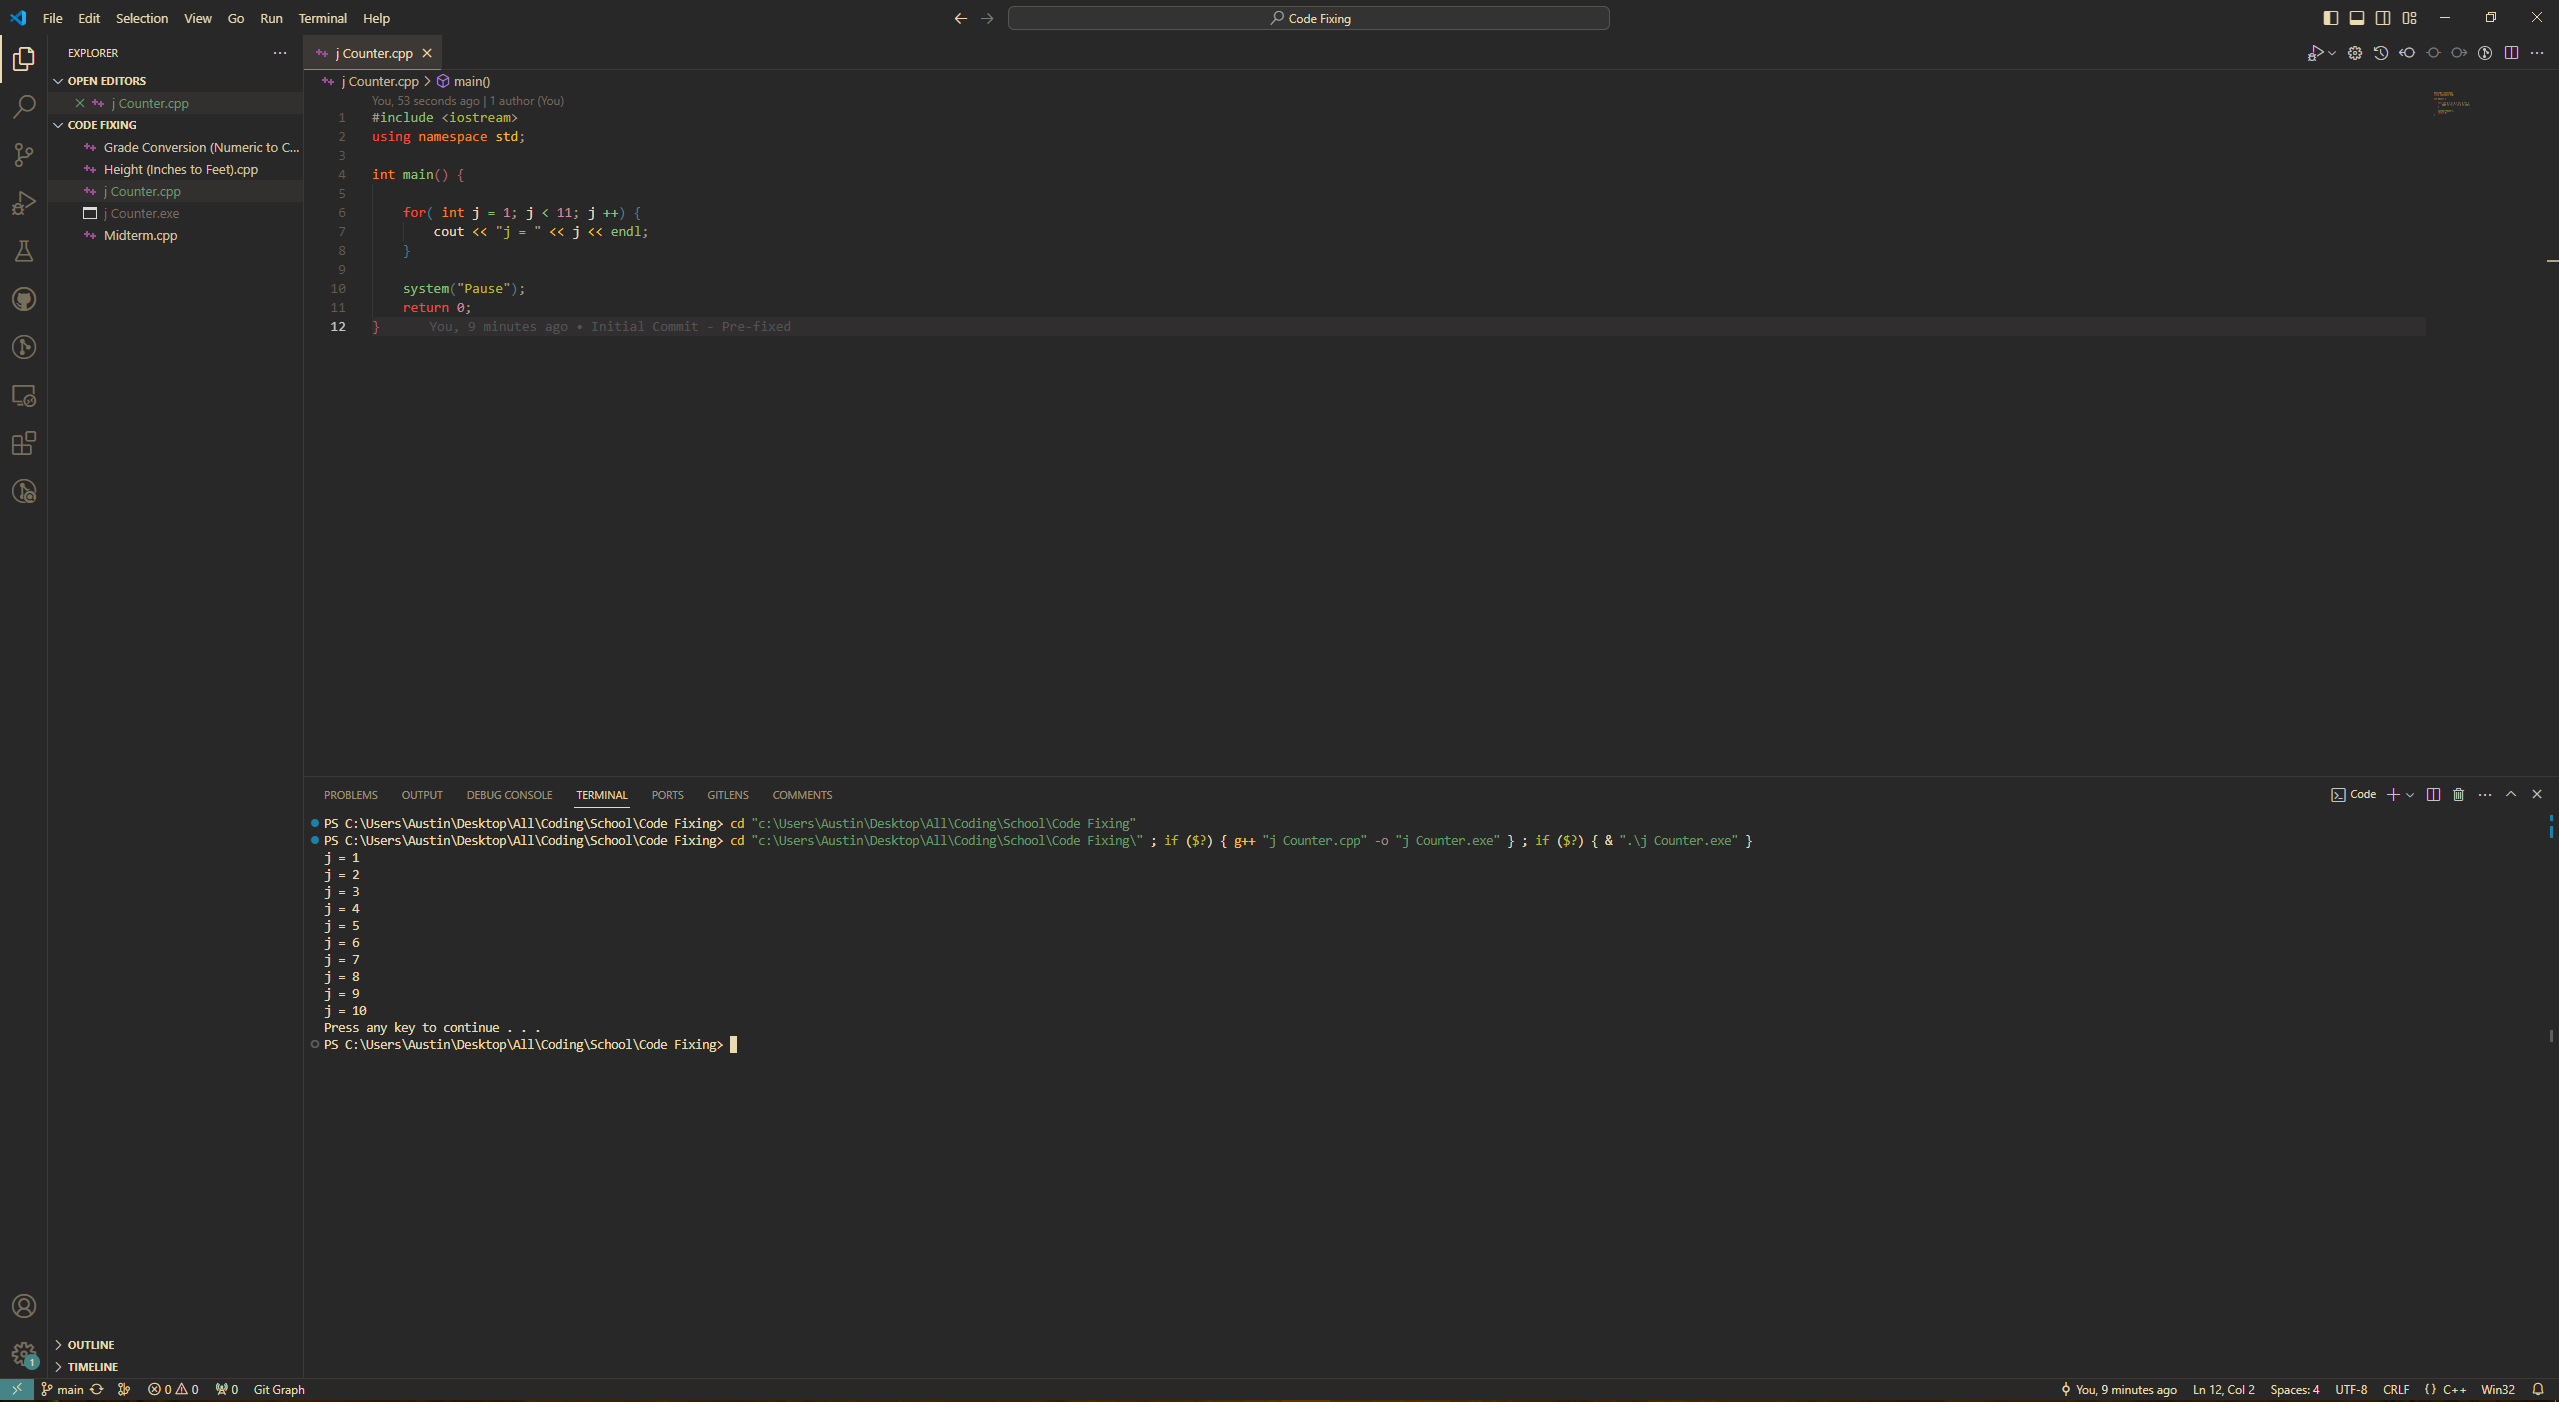 File Edit Selection View Go Run Terminal Help
Code Fixing
EXPLORER
OPEN EDITORS
j Counter.cpp
CODE FIXING
Grade Conversion (Numeric to C...
Height (Inches to Feet).cpp
j Counter.cpp
j Counter.exe
Midterm.cpp
OUTLINE
TIMELINE
j Counter.cpp
j Counter.cpp > main()
You, 53 seconds ago | 1 author (You)
1 #include <iostream>
2 using namespace std;
3
4 int main() {
5
6 for( int j = 1; j < 11; j ++) {
7 cout << "j = " << j << endl;
8 }
9
10 system("Pause");
11 return 0;
12 } You, 9 minutes ago • Initial Commit - Pre-fixed
PROBLEMS OUTPUT DEBUG CONSOLE TERMINAL PORTS GITLENS COMMENTS
Code
PS C:\Users\Austin\Desktop\All\Coding\School\Code Fixing> cd "c:\Users\Austin\Desktop\All\Coding\School\Code Fixing"
PS C:\Users\Austin\Desktop\All\Coding\School\Code Fixing> cd "c:\Users\Austin\Desktop\All\Coding\School\Code Fixing\" ; if ($?) { g++ "j Counter.cpp" -o "j Counter.exe" } ; if ($?) { & ".\j Counter.exe" }
j = 1
j = 2
j = 3
j = 4
j = 5
j = 6
j = 7
j = 8
j = 9
j = 10
Press any key to continue . . .
PS C:\Users\Austin\Desktop\All\Coding\School\Code Fixing>
1
main 0 0 0 Git Graph
You, 9 minutes ago Ln 12, Col 2 Spaces: 4 UTF-8 CRLF {} C++ Win32